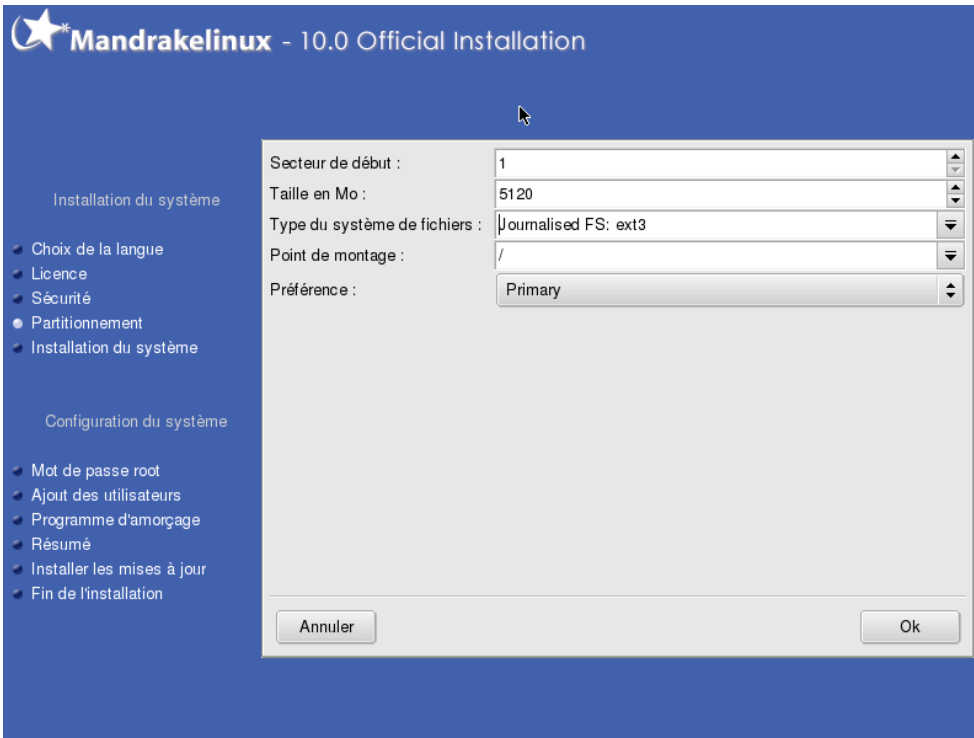 Mandrakelinux - 10.0 Official Installation
Installation du système
Choix de la langue
Licence
Sécurité
Partitionnement
Installation du système
Configuration du système
Mot de passe root
Ajout des utilisateurs
Programme d'amorçage
Résumé
Installer les mises à jour
Fin de l'installation
Secteur de début : 1
Taille en Mo : 5120
Type du système de fichiers : Journalised FS: ext3
Point de montage : /
Préférence : Primary
Annuler Ok